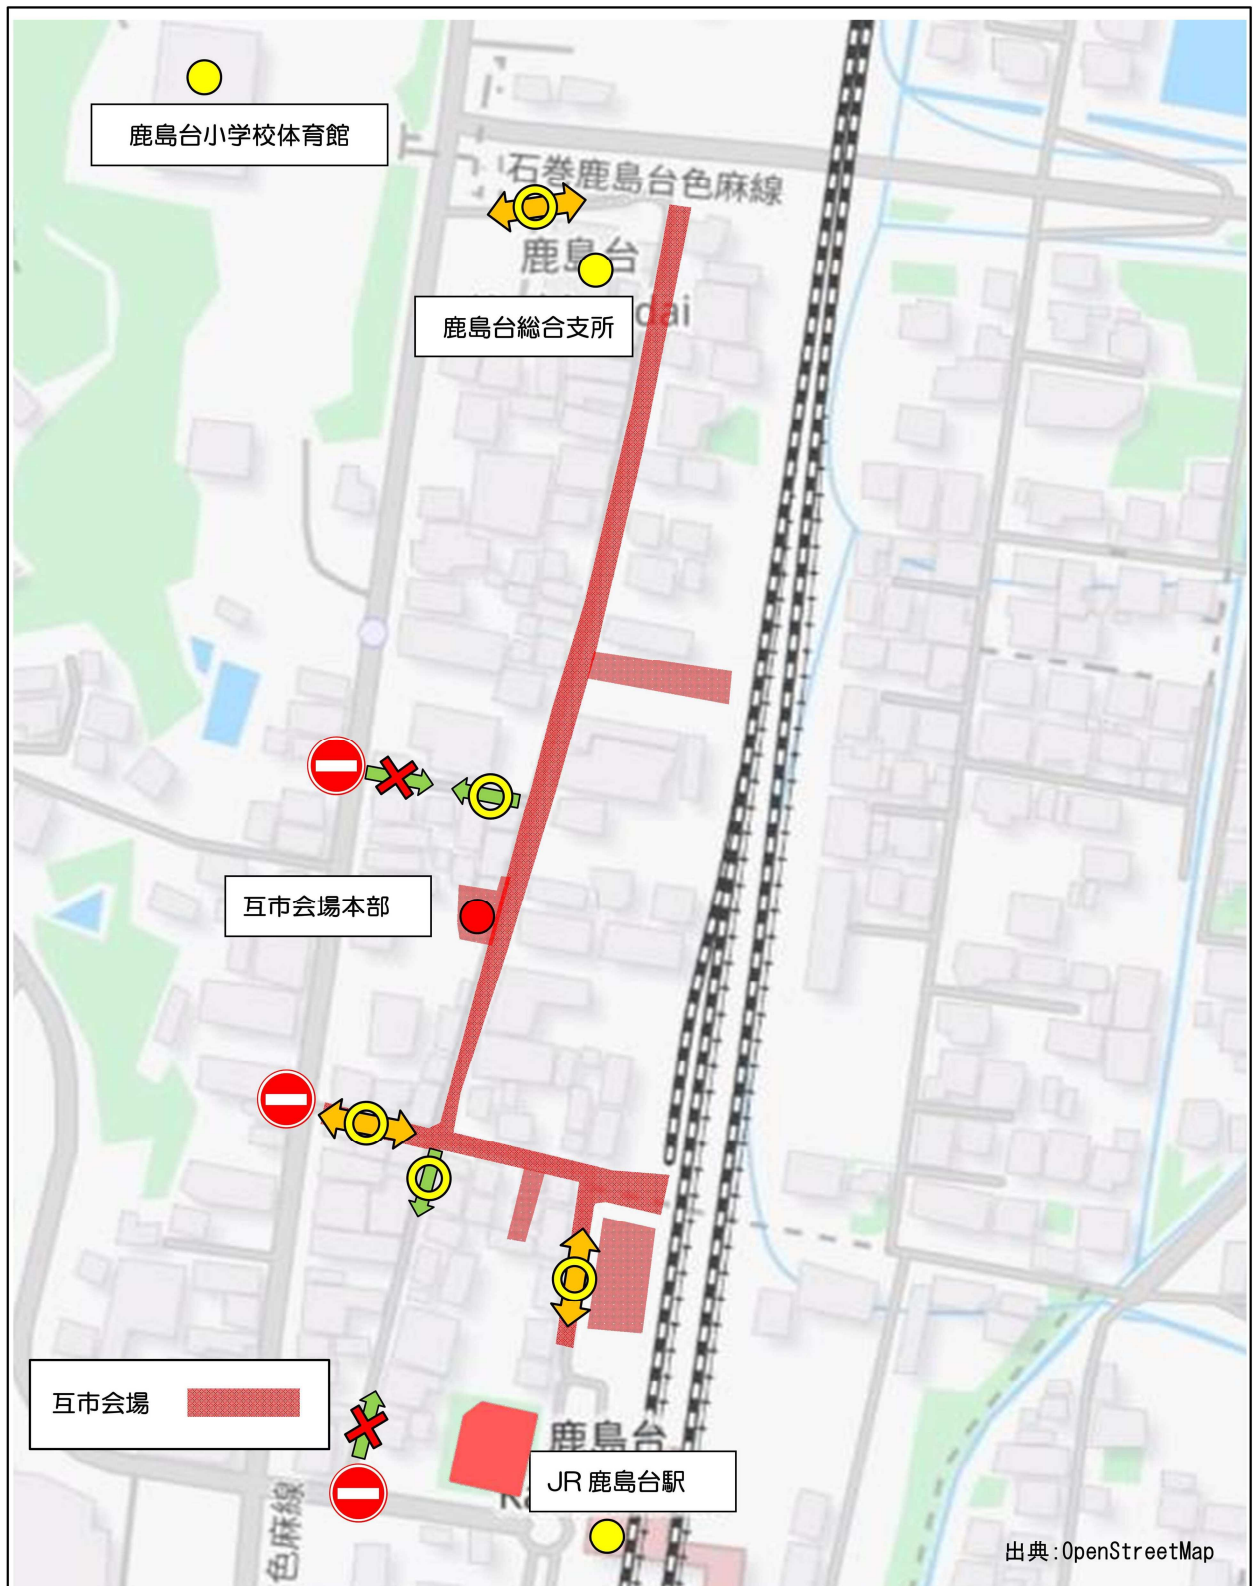 鹿島台小学校体育館
石巻鹿島台色麻線
鹿島台
dai
鹿島台総合支所
互市会場本部
互市会場
鹿島台
JR 鹿島台駅
色麻線
出典:OpenStreetMap